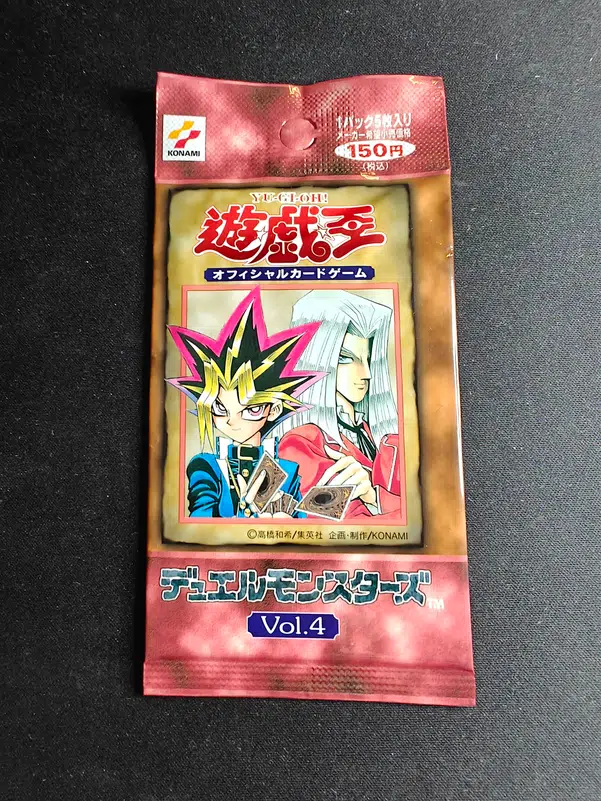 KONAMI
1パック5枚入り
メーカー希望小売価格
150円
(税込)
YU-GI-OH!
遊☆戯☆王
オフィシャルカードゲーム
©高橋和希/集英社 企画・制作/KONAMI
デュエルモンスターズ™
Vol.4